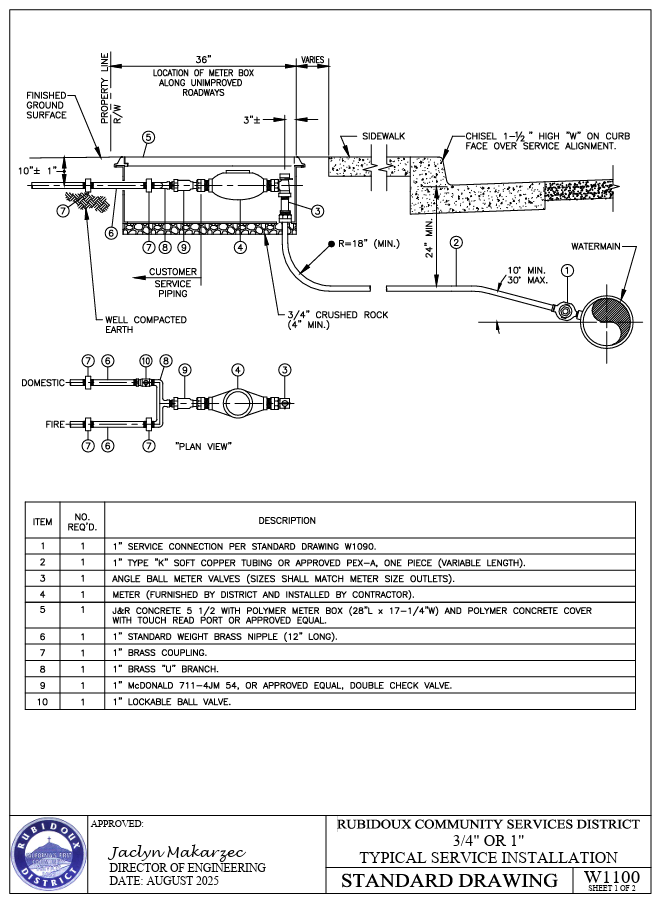 36"
VARIES
LOCATION OF METER BOX
ALONG UNIMPROVED
ROADWAYS
PROPERTY LINE
R/W
FINISHED
GROUND
SURFACE
3"±
5
SIDEWALK
CHISEL 1-1/2" HIGH "W" ON CURB
FACE OVER SERVICE ALIGNMENT.
10"± 1"
7
6
7
8
9
4
3
R=18" (MIN.)
24" MIN.
2
WATERMAIN
10° MIN.
30° MAX.
1
CUSTOMER
SERVICE
PIPING
WELL COMPACTED
EARTH
3/4" CRUSHED ROCK
(4" MIN.)
7
6
10
8
9
4
3
DOMESTIC
FIRE
7
6
7
"PLAN VIEW"
ITEM NO. REQ'D. DESCRIPTION
1 1 1" SERVICE CONNECTION PER STANDARD DRAWING W1090.
2 1 1" TYPE "K" SOFT COPPER TUBING OR APPROVED PEX-A, ONE PIECE (VARIABLE LENGTH).
3 1 ANGLE BALL METER VALVES (SIZES SHALL MATCH METER SIZE OUTLETS).
4 1 METER (FURNISHED BY DISTRICT AND INSTALLED BY CONTRACTOR).
5 1 J&R CONCRETE 5 1/2 WITH POLYMER METER BOX (28"L x 17-1/4"W) AND POLYMER CONCRETE COVER
WITH TOUCH READ PORT OR APPROVED EQUAL.
6 1 1" STANDARD WEIGHT BRASS NIPPLE (12" LONG).
7 1 1" BRASS COUPLING.
8 1 1" BRASS "U" BRANCH.
9 1 1" McDONALD 711-4JM 54, OR APPROVED EQUAL, DOUBLE CHECK VALVE.
10 1 1" LOCKABLE BALL VALVE.
RUBIDOUX
DISTRICT
APPROVED:
Jaclyn Makarzec
DIRECTOR OF ENGINEERING
DATE: AUGUST 2025
RUBIDOUX COMMUNITY SERVICES DISTRICT
3/4" OR 1"
TYPICAL SERVICE INSTALLATION
STANDARD DRAWING
W1100
SHEET 1 OF 2